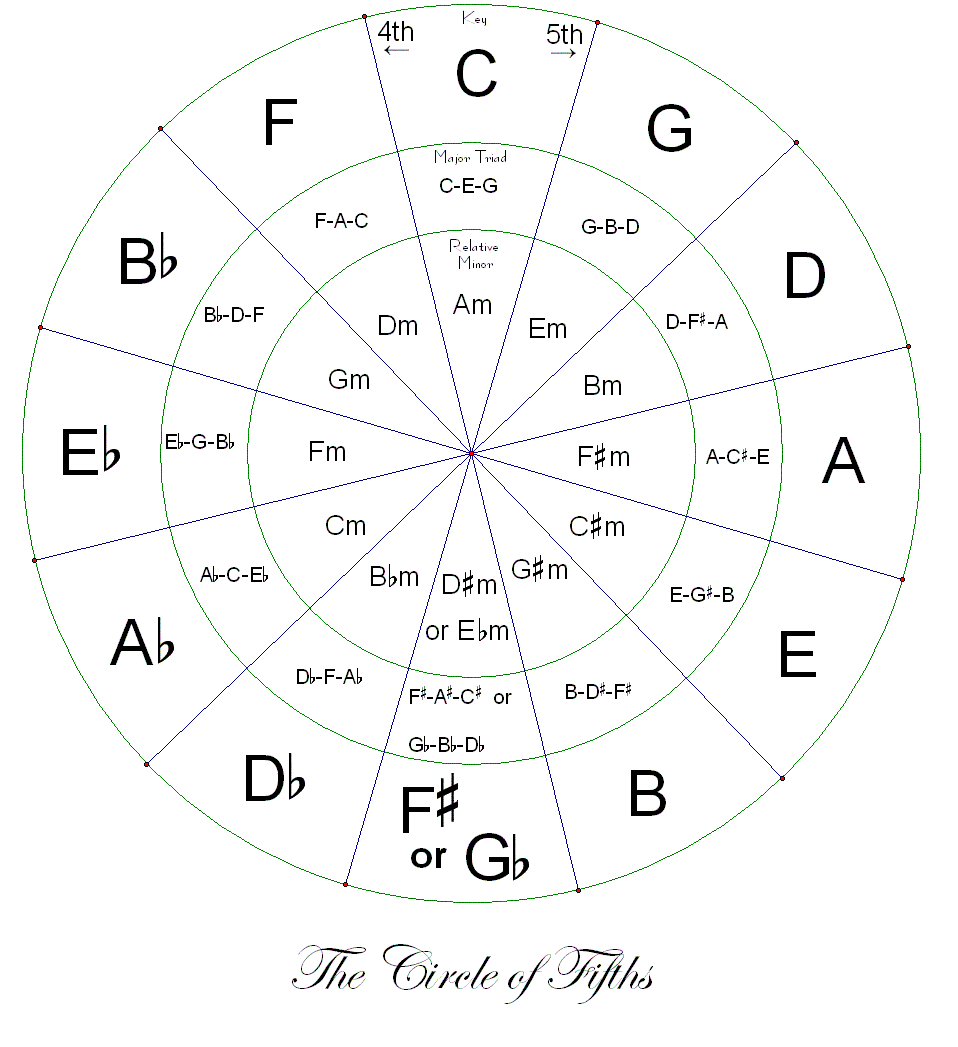 Key
4th
5th
←
→
C
Major Triad
C-E-G
Relative
Minor
Am
G
G-B-D
Em
D
D-F♯-A
Bm
A
A-C♯-E
F♯m
E
E-G♯-B
C♯m
B
B-D♯-F♯
G♯m
F♯
or G♭
F♯-A♯-C♯ or
G♭-B♭-D♭
D♯m
or E♭m
D♭
D♭-F-A♭
B♭m
A♭
A♭-C-E♭
Cm
E♭
E♭-G-B♭
Fm
B♭
B♭-D-F
Gm
F
F-A-C
Dm
The Circle of Fifths